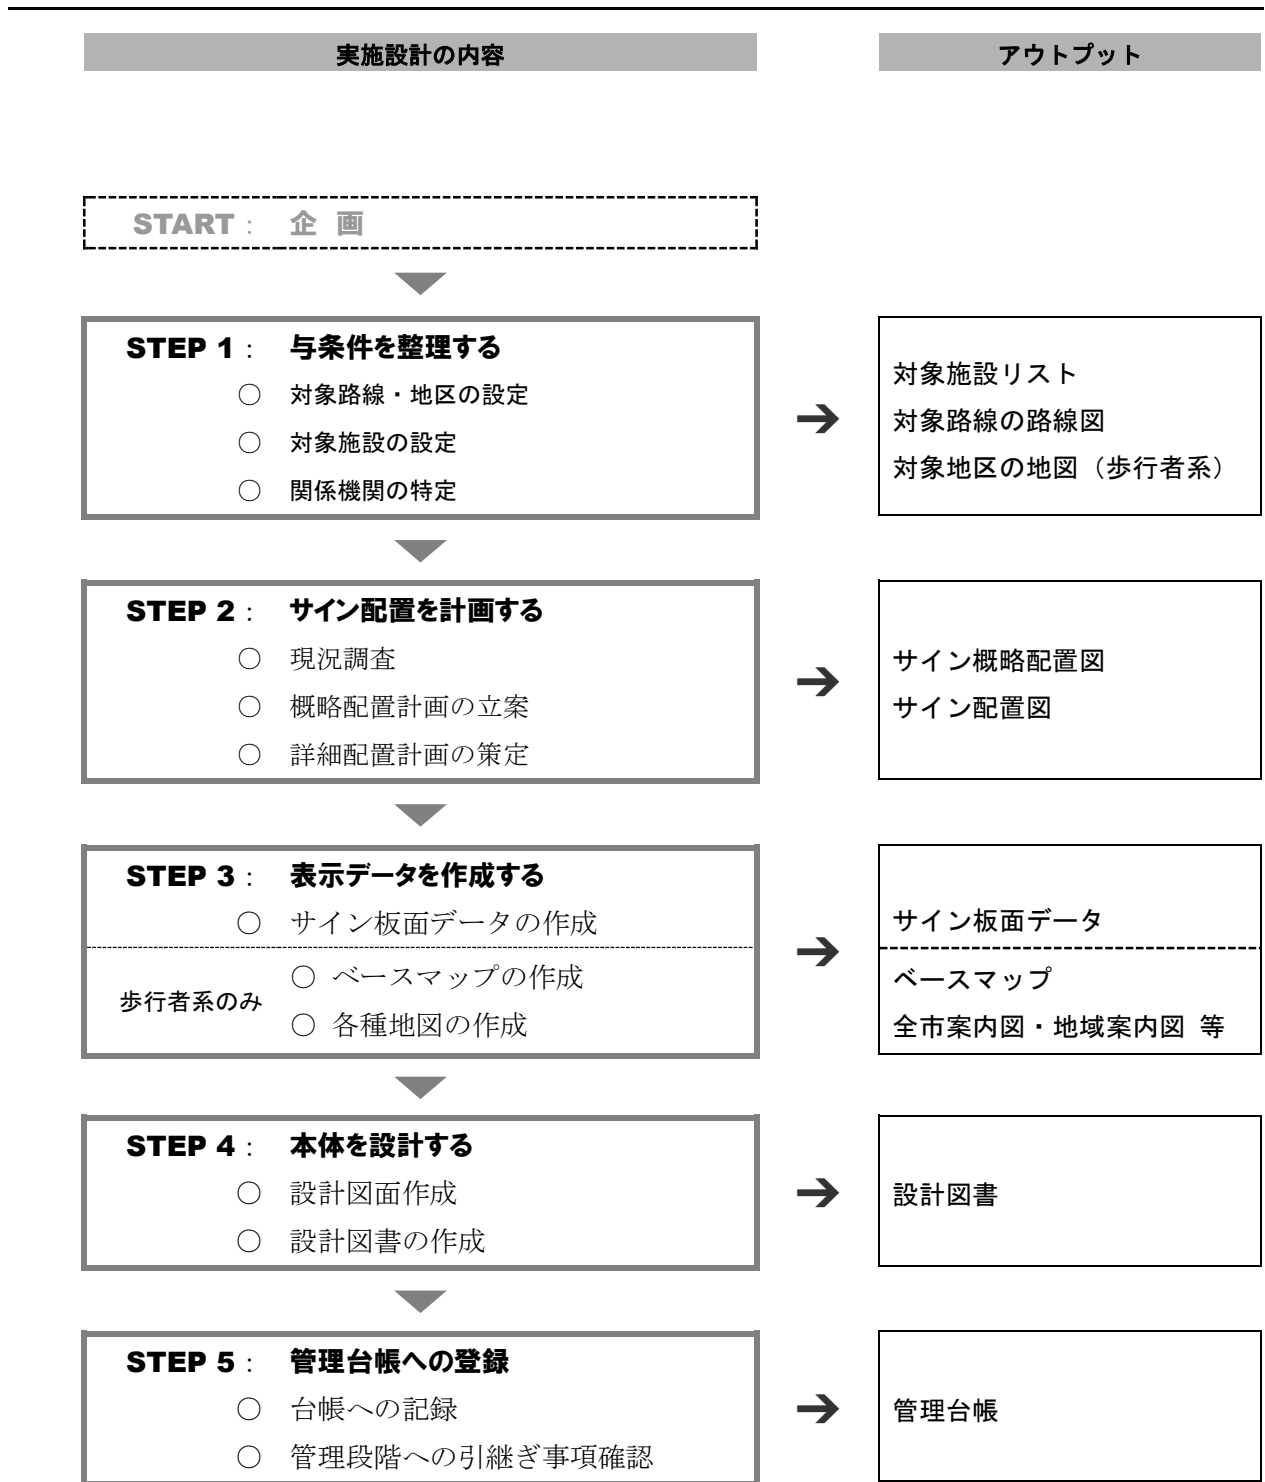 実施設計の内容
アウトプット
START： 企 画
STEP 1： 与条件を整理する
○ 対象路線・地区の設定
○ 対象施設の設定
○ 関係機関の特定
対象施設リスト
対象路線の路線図
対象地区の地図（歩行者系）
STEP 2： サイン配置を計画する
○ 現況調査
○ 概略配置計画の立案
○ 詳細配置計画の策定
サイン概略配置図
サイン配置図
STEP 3： 表示データを作成する
○ サイン板面データの作成
歩行者系のみ
○ ベースマップの作成
○ 各種地図の作成
サイン板面データ
ベースマップ
全市案内図・地域案内図 等
STEP 4： 本体を設計する
○ 設計図面作成
○ 設計図書の作成
設計図書
STEP 5： 管理台帳への登録
○ 台帳への記録
○ 管理段階への引継ぎ事項確認
管理台帳